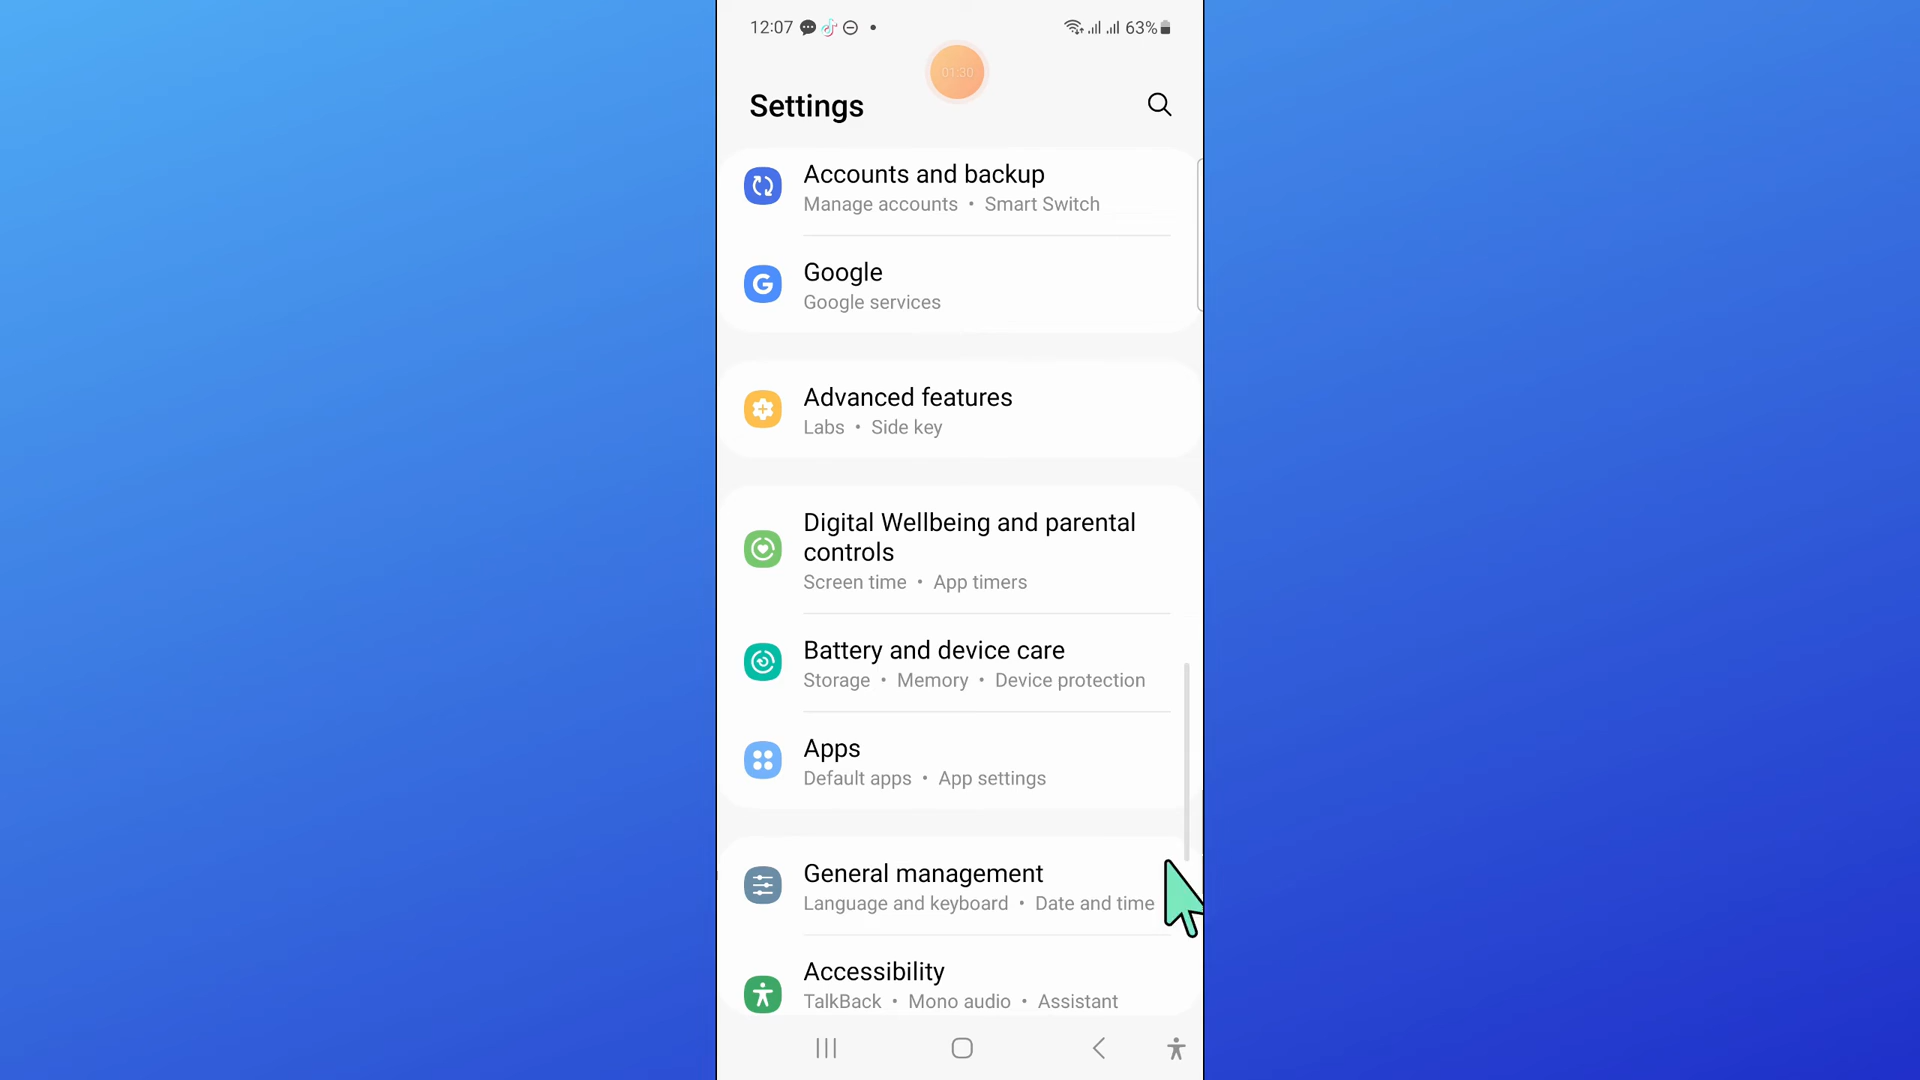 12:07
63%
01:30
Settings
Accounts and backup
Manage accounts • Smart Switch
Google
Google services
Advanced features
Labs • Side key
Digital Wellbeing and parental
controls
Screen time • App timers
Battery and device care
Storage • Memory • Device protection
Apps
Default apps • App settings
General management
Language and keyboard • Date and time
Accessibility
TalkBack • Mono audio • Assistant